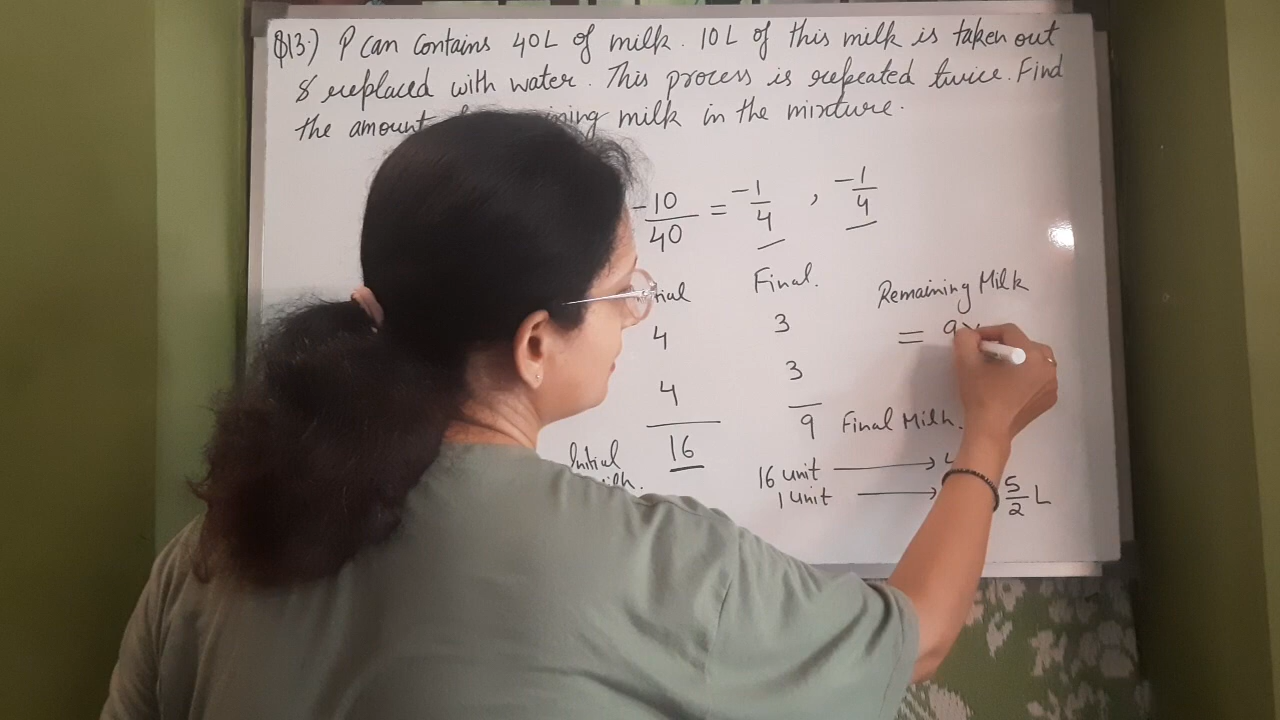 Q13.) P can contains 40L of milk. 10L of this milk is taken out
& replaced with water. This process is repeated twice. Find
the amount milk in the mixture.
-10/40 = -1/4 , -1/4
Final.
4 3
4 3
16 9 Final Milk.
Remaining Milk
= 9x
Initial
16 unit →
1 unit → 5/2 L